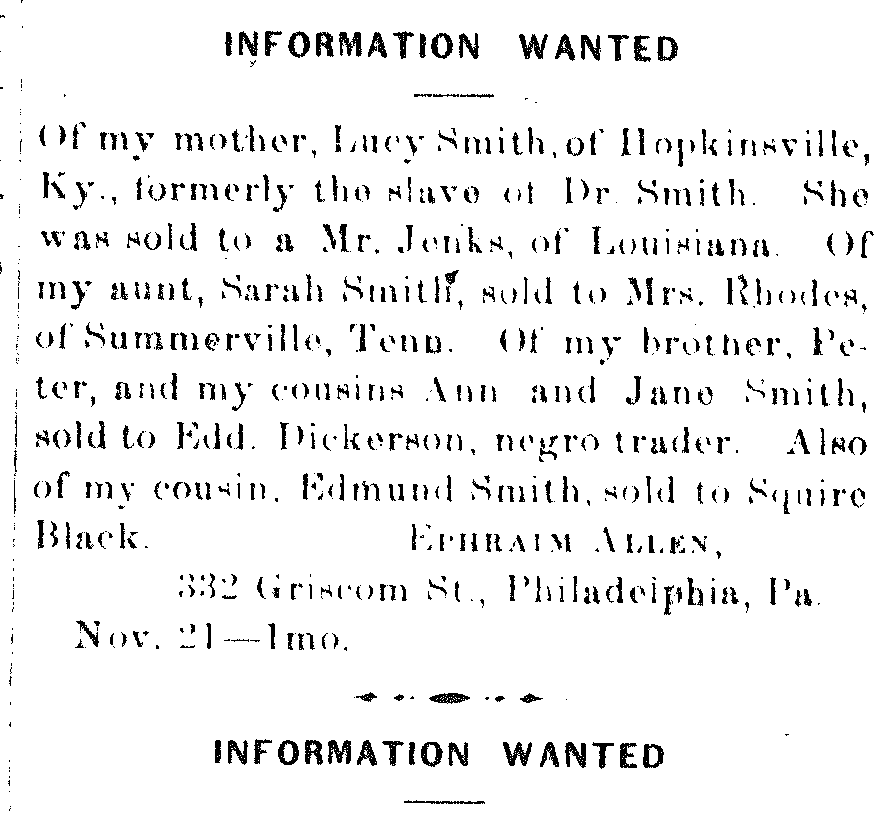 INFORMATION WANTED
Of my mother, Lucy Smith, of Hopkinsville,
Ky., formerly the slave of Dr. Smith. She
was sold to a Mr. Jenks, of Louisiana. Of
my aunt, Sarah Smith, sold to Mrs. Rhodes,
of Summerville, Tenn. Of my brother, Pe-
ter, and my cousins Ann and Jane Smith,
sold to Edd. Dickerson, negro trader. Also
of my cousin, Edmund Smith, sold to Squire
Black. EPHRAIM ALLEN,
332 Griscom St., Philadelphia, Pa.
Nov. 21—1mo.
INFORMATION WANTED